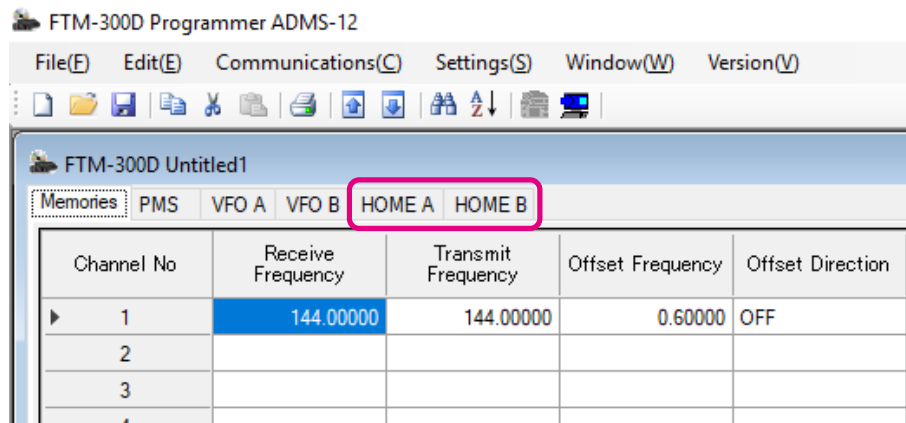 FTM-300D Programmer ADMS-12
File(F) Edit(E) Communications(C) Settings(S) Window(W) Version(V)
FTM-300D Untitled1
Memories PMS VFO A VFO B HOME A HOME B
Channel No Receive Frequency Transmit Frequency Offset Frequency Offset Direction
1 144.00000 144.00000 0.60000 OFF
2
3